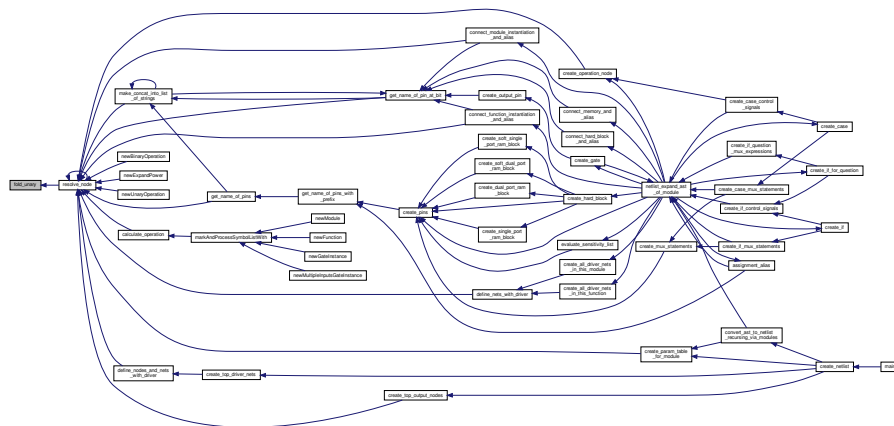 fold_unary
resolve_node
make_concat_into_list
_of_strings
newBinaryOperation
newExpandPower
newUnaryOperation
calculate_operation
define_nodes_and_nets
_with_driver
get_name_of_pins
markAndProcessSymbolListWith
create_top_driver_nets
get_name_of_pins_with
_prefix
newModule
newFunction
newGateInstance
newMultipleInputsGateInstance
get_name_of_pin_at_bit
create_pins
create_top_output_nodes
connect_module_instantiation
_and_alias
create_output_pin
connect_function_instantiation
_and_alias
create_soft_single
_port_ram_block
create_soft_dual_port
_ram_block
create_dual_port_ram
_block
create_single_port
_ram_block
define_nets_with_driver
create_operation_node
connect_memory_and
_alias
connect_hard_block
_and_alias
create_gate
create_hard_block
evaluate_sensitivity_list
create_all_driver_nets
_in_this_module
create_all_driver_nets
_in_this_function
netlist_expand_ast
_of_module
create_mux_statements
create_param_table
_for_module
create_case_control
_signals
create_if_question
_mux_expressions
create_case_mux_statements
create_if_control_signals
create_if_mux_statements
assignment_alias
convert_ast_to_netlist
_recursing_via_modules
create_case
create_if_for_question
create_if
create_netlist
main